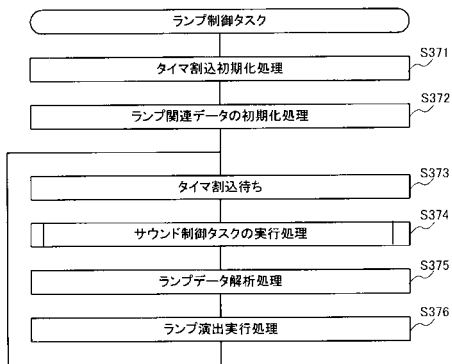 ランプ制御タスク
S371
タイマ割込初期化処理
S372
ランプ関連データの初期化処理
S373
タイマ割込待ち
S374
サウンド制御タスクの実行処理
S375
ランプデータ解析処理
S376
ランプ演出実行処理